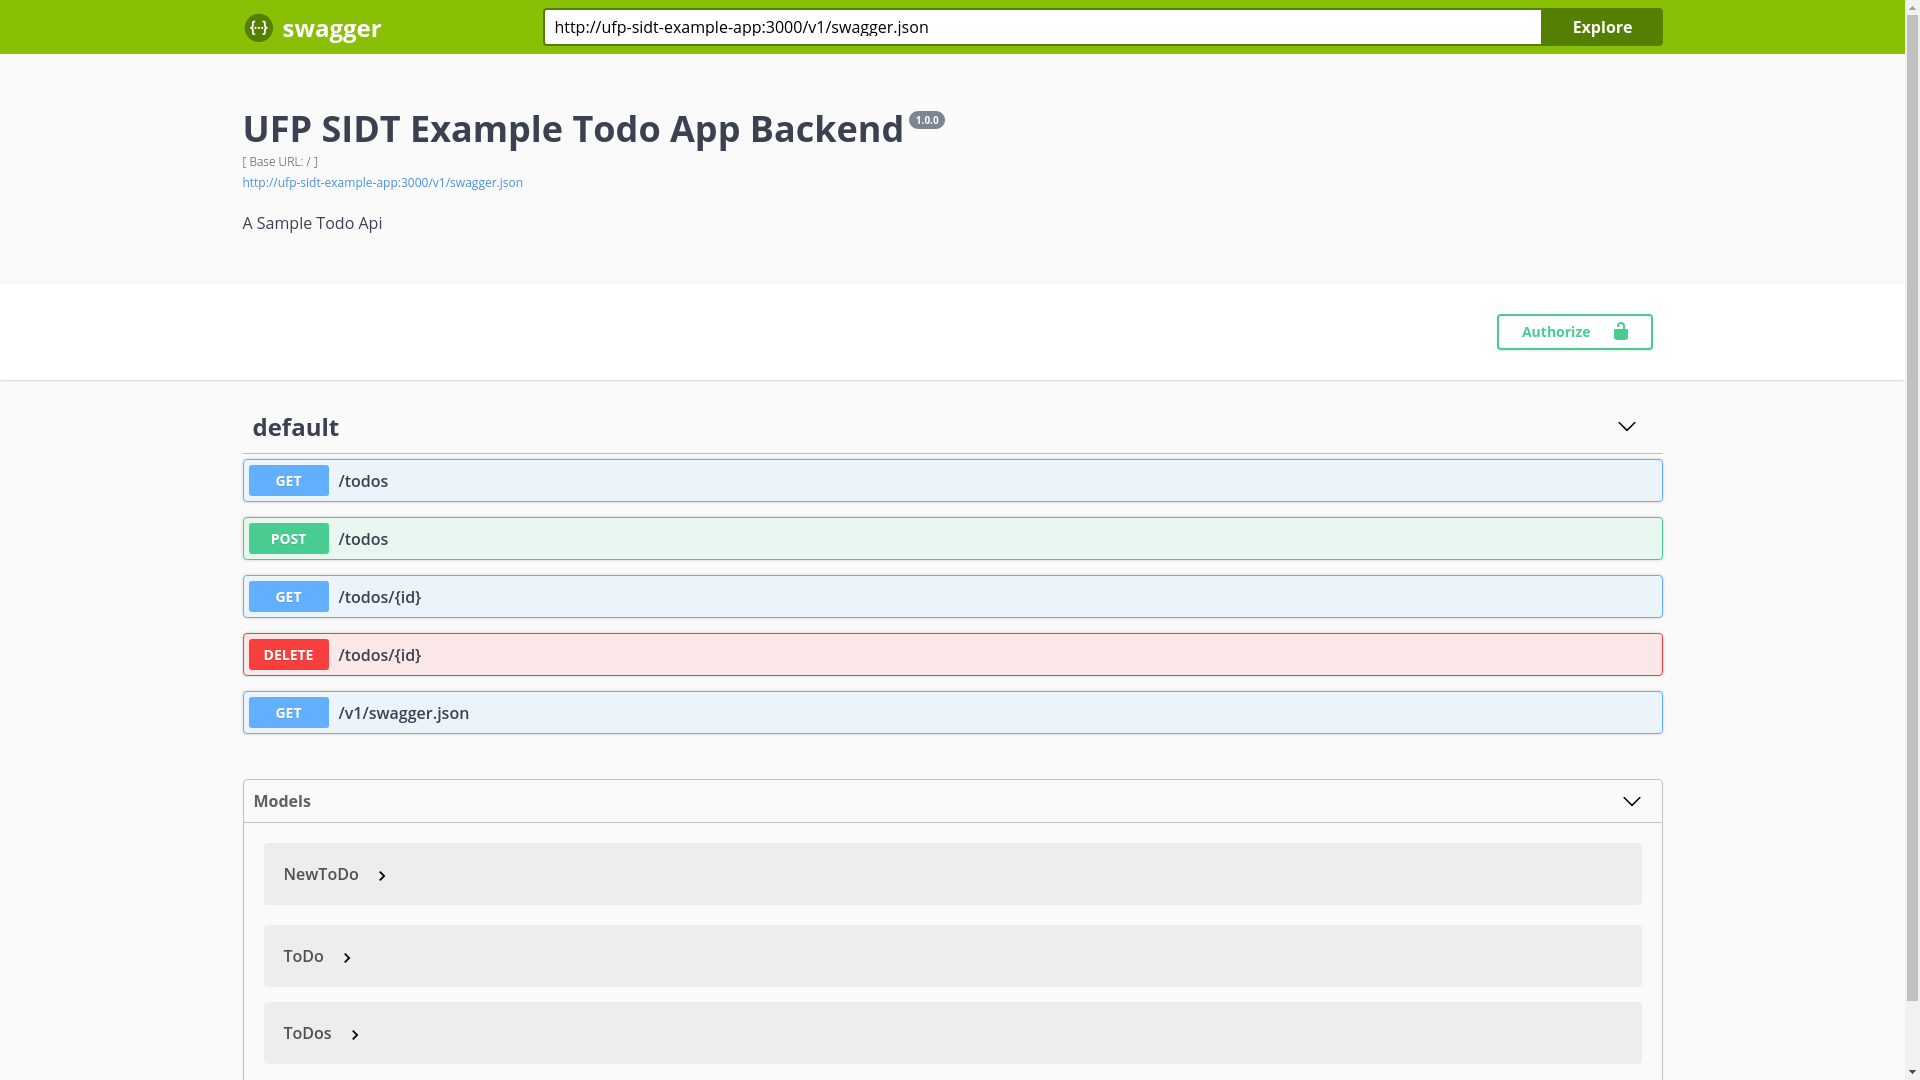 {··} swagger
http://ufp-sidt-example-app:3000/v1/swagger.json
Explore
UFP SIDT Example Todo App Backend 1.0.0
[ Base URL: / ]
http://ufp-sidt-example-app:3000/v1/swagger.json
A Sample Todo Api
Authorize
default
GET /todos
POST /todos
GET /todos/{id}
DELETE /todos/{id}
GET /v1/swagger.json
Models
NewToDo
ToDo
ToDos